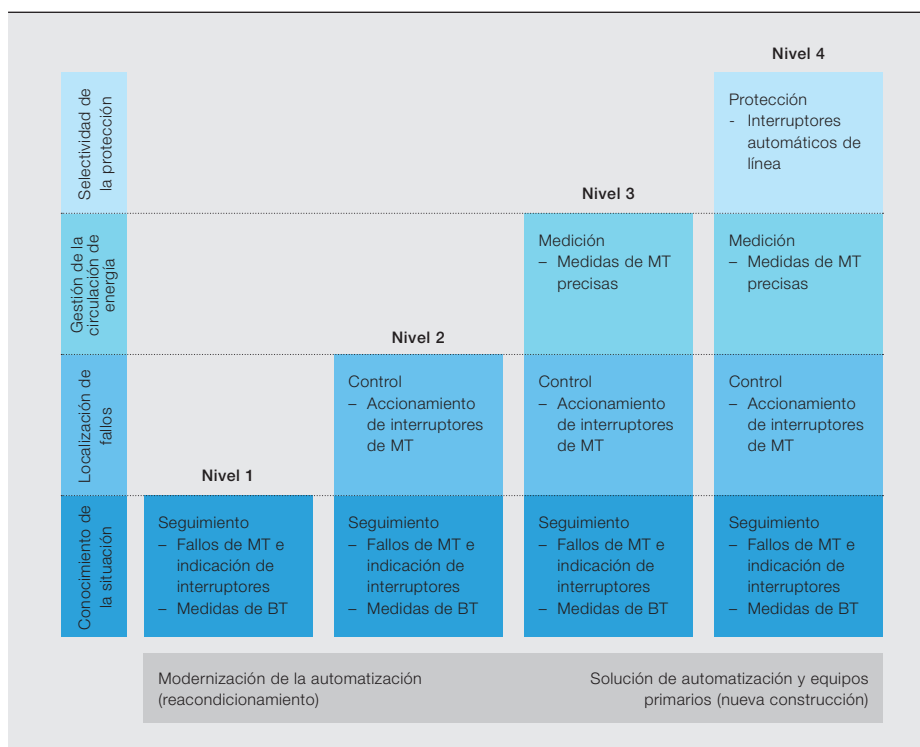 Nivel 4
Selectividad de
la protección
Protección
- Interruptores
automáticos de
línea
Nivel 3
Gestión de la
circulación de
energía
Medición
– Medidas de MT
precisas
Medición
– Medidas de MT
precisas
Nivel 2
Localización de
fallos
Control
– Accionamiento
de interruptores
de MT
Control
– Accionamiento
de interruptores
de MT
Control
– Accionamiento
de interruptores
de MT
Nivel 1
Conocimiento de
la situación
Seguimiento
– Fallos de MT e
indicación de
interruptores
– Medidas de BT
Seguimiento
– Fallos de MT e
indicación de
interruptores
– Medidas de BT
Seguimiento
– Fallos de MT e
indicación de
interruptores
– Medidas de BT
Seguimiento
– Fallos de MT e
indicación de
interruptores
– Medidas de BT
Modernización de la automatización
(reacondicionamiento)
Solución de automatización y equipos
primarios (nueva construcción)